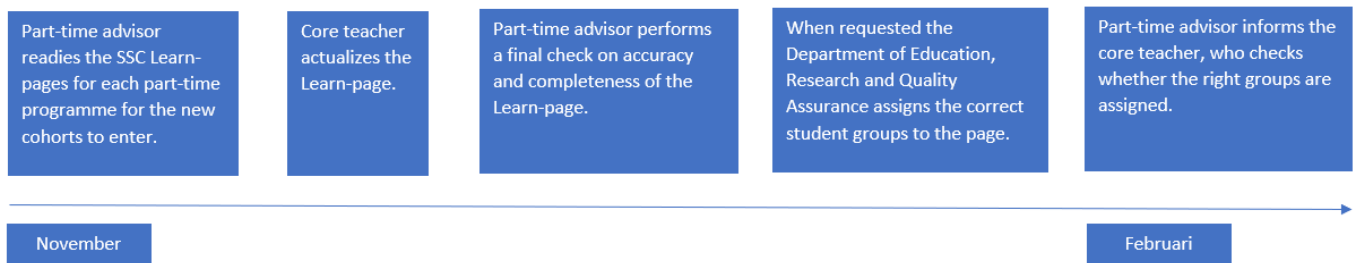 Part-time advisor
readies the SSC Learn-
pages for each part-time
programme for the new
cohorts to enter.
Core teacher
actualizes the
Learn-page.
Part-time advisor performs
a final check on accuracy
and completeness of the
Learn-page.
When requested the
Department of Education,
Research and Quality
Assurance assigns the correct
student groups to the page.
Part-time advisor informs the
core teacher, who checks
whether the right groups are
assigned.
November
Februari